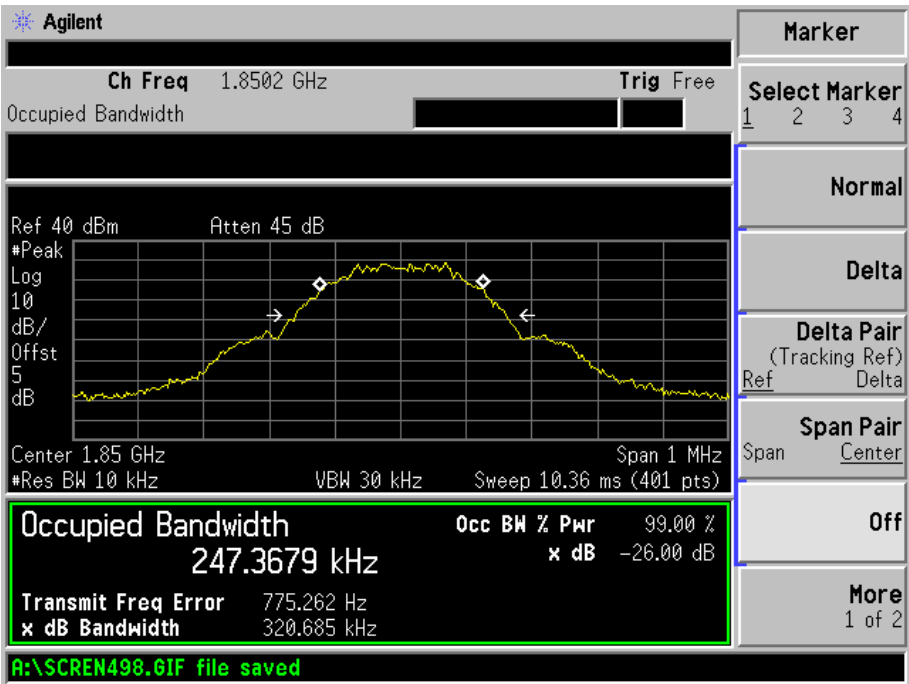 Agilent
Ch Freq 1.8502 GHz Trig Free
Occupied Bandwidth
Ref 40 dBm Atten 45 dB
#Peak
Log
10
dB/
Offst
5
dB
Center 1.85 GHz Span 1 MHz
#Res BW 10 kHz VBW 30 kHz Sweep 10.36 ms (401 pts)
Occupied Bandwidth
247.3679 kHz
Occ BW % Pwr 99.00 %
x dB -26.00 dB
Transmit Freq Error 775.262 Hz
x dB Bandwidth 320.685 kHz
A:\SCREN498.GIF file saved
Marker
Select Marker
1 2 3 4
Normal
Delta
Delta Pair
(Tracking Ref)
Ref Delta
Span Pair
Span Center
Off
More
1 of 2